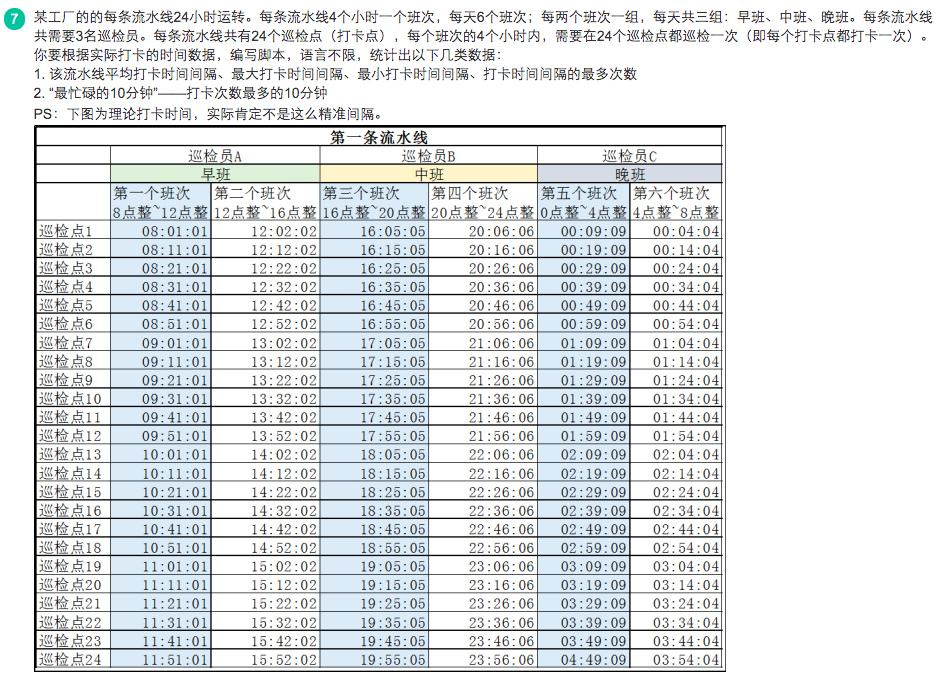 7 某工厂的的每条流水线24小时运转。每条流水线4个小时一个班次，每天6个班次；每两个班次一组，每天共三组：早班、中班、晚班。每条流水线
共需要3名巡检员。每条流水线共有24个巡检点（打卡点），每个班次的4个小时内，需要在24个巡检点都巡检一次（即每个打卡点都打卡一次）。
你要根据实际打卡的时间数据，编写脚本，语言不限，统计出以下几类数据：
1. 该流水线平均打卡时间间隔、最大打卡时间间隔、最小打卡时间间隔、打卡时间间隔的最多次数
2. “最忙碌的10分钟”——打卡次数最多的10分钟
PS：下图为理论打卡时间，实际肯定不是这么精准间隔。
第一条流水线
巡检员A 巡检员B 巡检员C
早班 中班 晚班
第一个班次 第二个班次 第三个班次 第四个班次 第五个班次 第六个班次
8点整~12点整 12点整~16点整 16点整~20点整 20点整~24点整 0点整~4点整 4点整~8点整
巡检点1 08:01:01 12:02:02 16:05:05 20:06:06 00:09:09 00:04:04
巡检点2 08:11:01 12:12:02 16:15:05 20:16:06 00:19:09 00:14:04
巡检点3 08:21:01 12:22:02 16:25:05 20:26:06 00:29:09 00:24:04
巡检点4 08:31:01 12:32:02 16:35:05 20:36:06 00:39:09 00:34:04
巡检点5 08:41:01 12:42:02 16:45:05 20:46:06 00:49:09 00:44:04
巡检点6 08:51:01 12:52:02 16:55:05 20:56:06 00:59:09 00:54:04
巡检点7 09:01:01 13:02:02 17:05:05 21:06:06 01:09:09 01:04:04
巡检点8 09:11:01 13:12:02 17:15:05 21:16:06 01:19:09 01:14:04
巡检点9 09:21:01 13:22:02 17:25:05 21:26:06 01:29:09 01:24:04
巡检点10 09:31:01 13:32:02 17:35:05 21:36:06 01:39:09 01:34:04
巡检点11 09:41:01 13:42:02 17:45:05 21:46:06 01:49:09 01:44:04
巡检点12 09:51:01 13:52:02 17:55:05 21:56:06 01:59:09 01:54:04
巡检点13 10:01:01 14:02:02 18:05:05 22:06:06 02:09:09 02:04:04
巡检点14 10:11:01 14:12:02 18:15:05 22:16:06 02:19:09 02:14:04
巡检点15 10:21:01 14:22:02 18:25:05 22:26:06 02:29:09 02:24:04
巡检点16 10:31:01 14:32:02 18:35:05 22:36:06 02:39:09 02:34:04
巡检点17 10:41:01 14:42:02 18:45:05 22:46:06 02:49:09 02:44:04
巡检点18 10:51:01 14:52:02 18:55:05 22:56:06 02:59:09 02:54:04
巡检点19 11:01:01 15:02:02 19:05:05 23:06:06 03:09:09 03:04:04
巡检点20 11:11:01 15:12:02 19:15:05 23:16:06 03:19:09 03:14:04
巡检点21 11:21:01 15:22:02 19:25:05 23:26:06 03:29:09 03:24:04
巡检点22 11:31:01 15:32:02 19:35:05 23:36:06 03:39:09 03:34:04
巡检点23 11:41:01 15:42:02 19:45:05 23:46:06 03:49:09 03:44:04
巡检点24 11:51:01 15:52:02 19:55:05 23:56:06 04:49:09 03:54:04